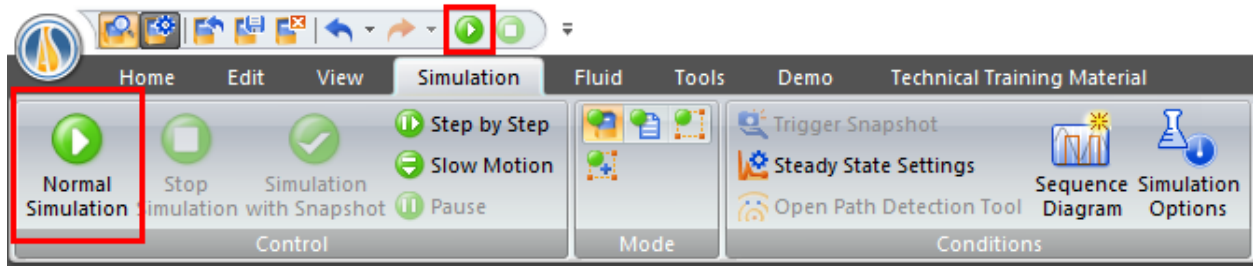 Home Edit View Simulation Fluid Tools Demo Technical Training Material
Normal
Simulation
Stop
Simulation
Simulation
with Snapshot
Step by Step
Slow Motion
Pause
Control
Mode
Trigger Snapshot
Steady State Settings
Open Path Detection Tool
Sequence
Diagram
Simulation
Options
Conditions